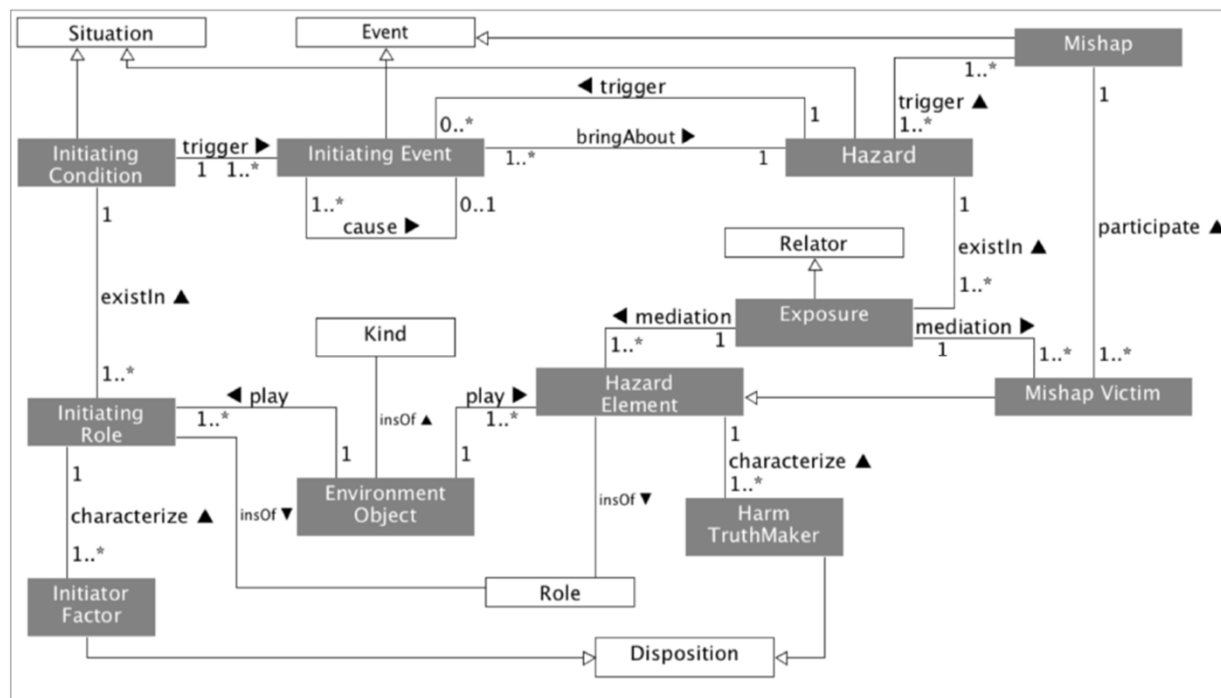 Situation
Event
Mishap
1..*
1
◀ trigger
trigger ▲
0..*
1
1..*
Initiating
Condition
trigger ▶
1 1..*
Initiating Event
bringAbout ▶
1..*
1
Hazard
1
1..*
0..1
cause ▶
1
participate ▲
Relator
existIn ▲
1..*
existIn ▲
Kind
◀ mediation
1..* 1
Exposure
mediation ▶
1
1..*
1..*
1..*
Initiating
Role
◀ play
1..*
insOf ▲
play ▶
1..*
Hazard
Element
Mishap Victim
1
1
1
1
characterize ▲
1..*
characterize ▲
1..*
insOf ▼
Environment
Object
insOf ▼
Harm
TruthMaker
Initiator
Factor
Role
Disposition